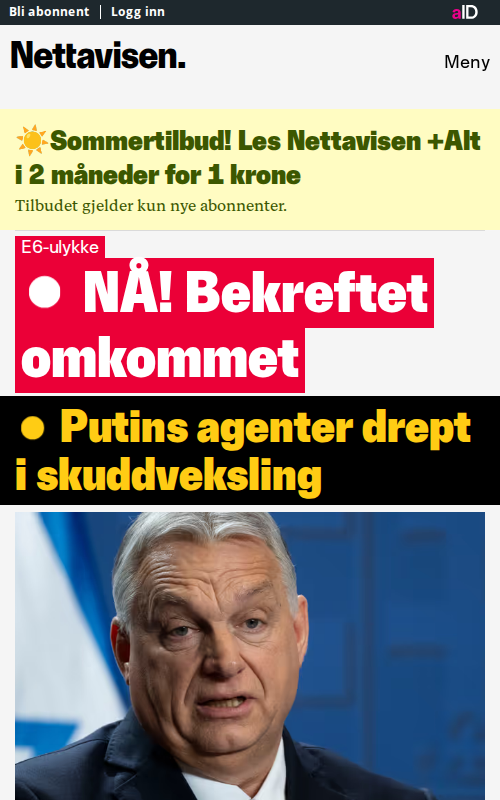 Bli abonnent | Logg inn
aID
Nettavisen.
Meny
☀️Sommertilbud! Les Nettavisen +Alt
i 2 måneder for 1 krone
Tilbudet gjelder kun nye abonnenter.
E6-ulykke
● NÅ! Bekreftet
omkommet
● Putins agenter drept
i skuddveksling